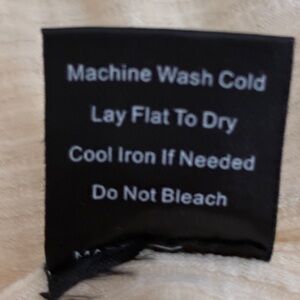 Machine Wash Cold
Lay Flat To Dry
Cool Iron If Needed
Do Not Bleach